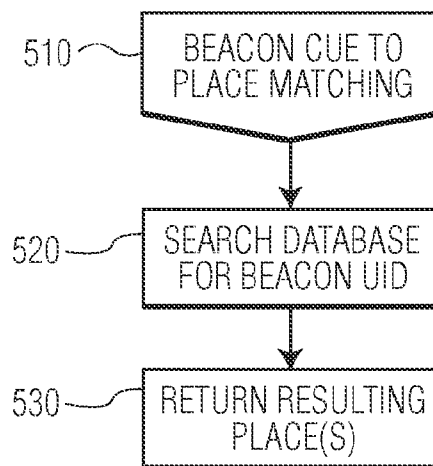 510
BEACON CUE TO
PLACE MATCHING
520
SEARCH DATABASE
FOR BEACON UID
530
RETURN RESULTING
PLACE(S)